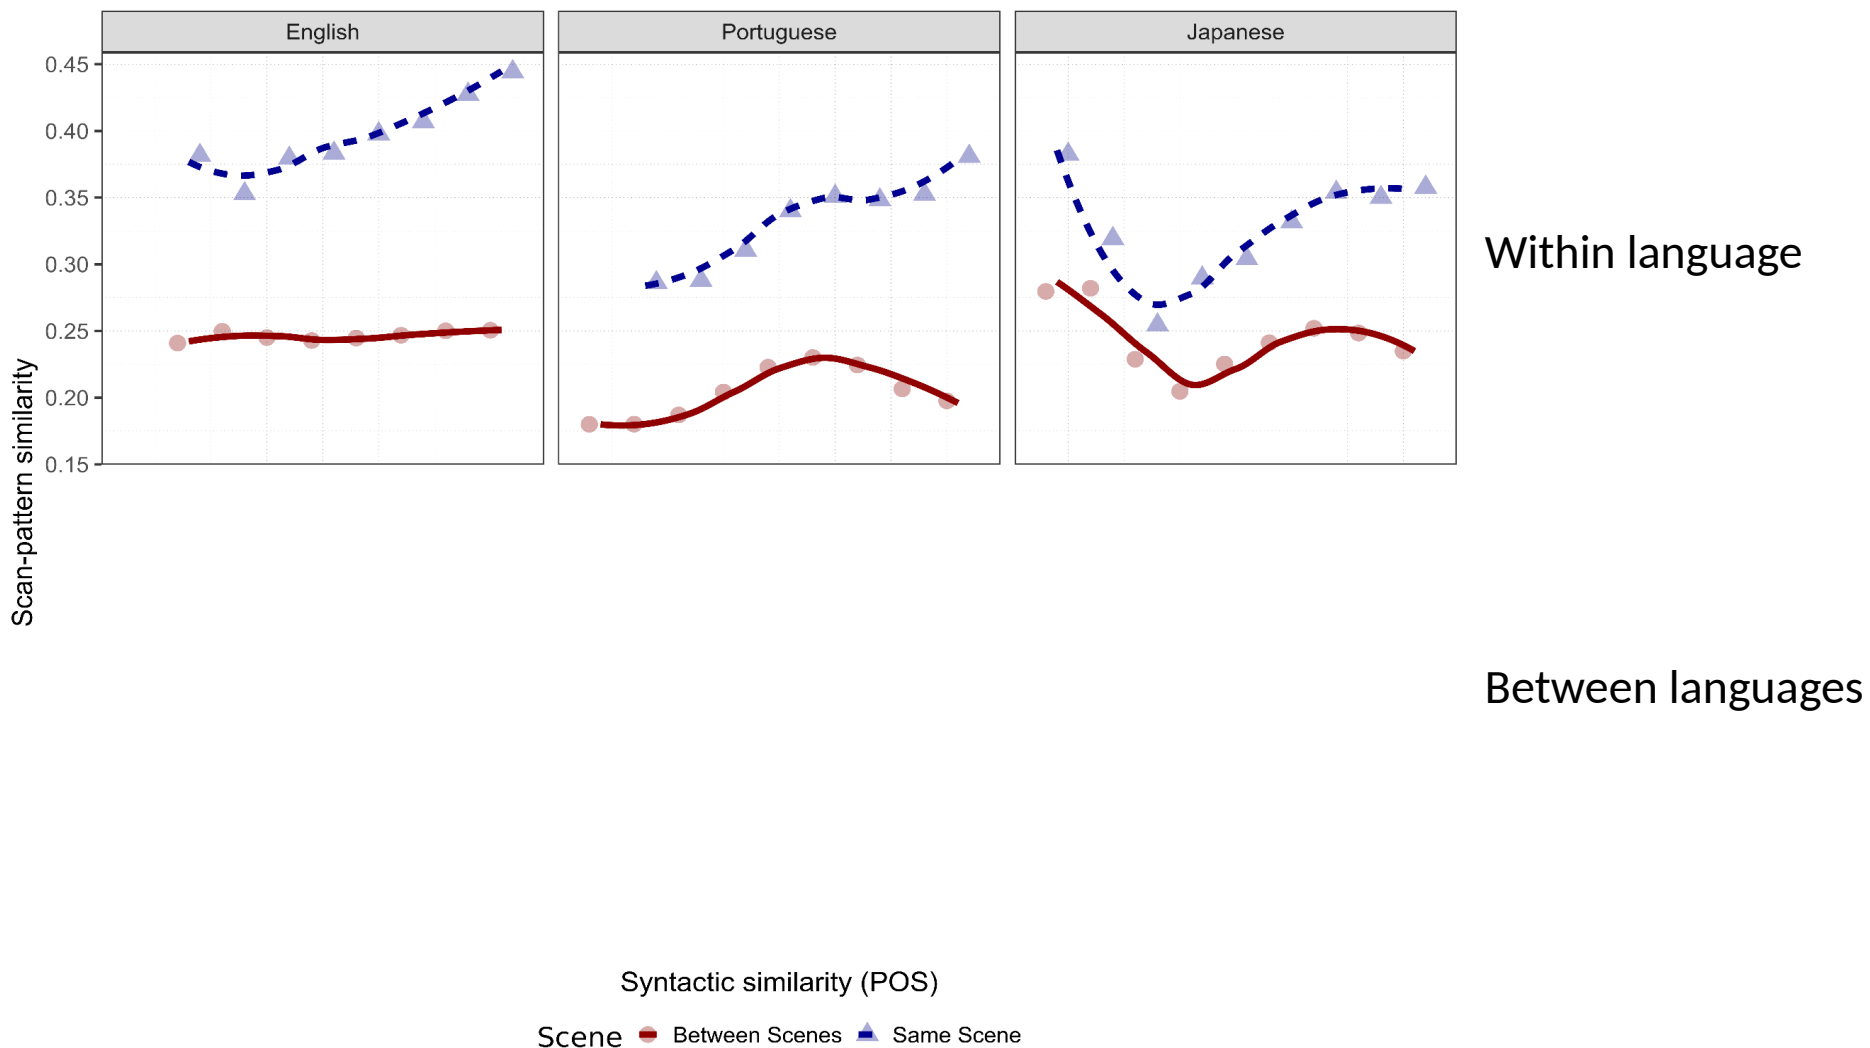 English
Portuguese
Japanese
0.45
0.40
0.35
0.30
0.25
0.20
0.15
Scan-pattern similarity
Within language
Between languages
Syntactic similarity (POS)
Scene Between Scenes Same Scene